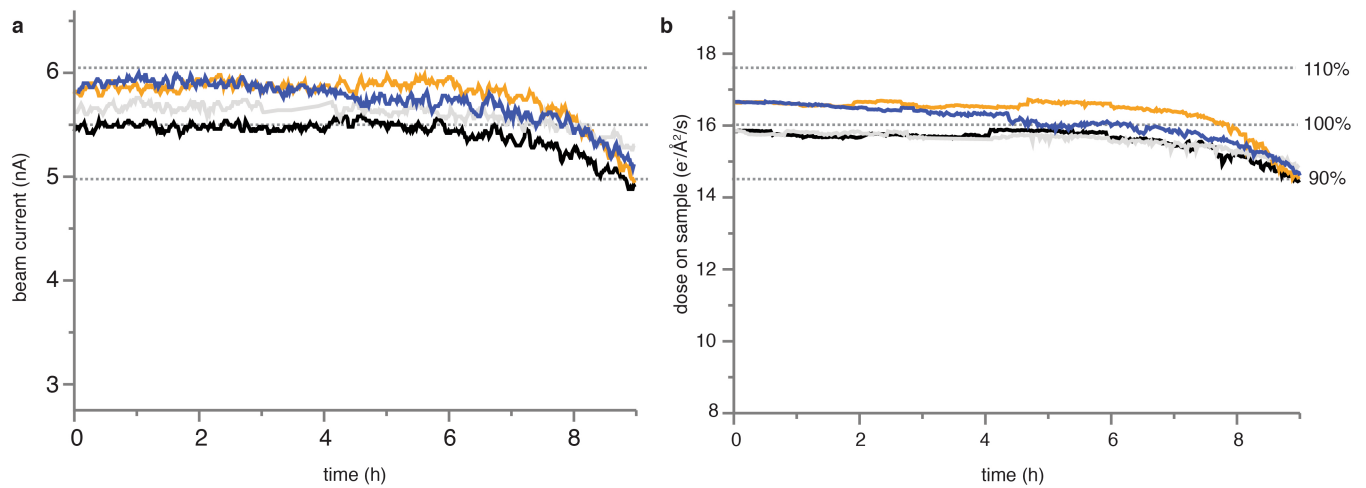 a
6
5
4
3
0 2 4 6 8
time (h)
beam current (nA)
b
18
16
14
12
10
8
0 2 4 6 8
time (h)
dose on sample (e⁻/Å²/s)
110%
100%
90%